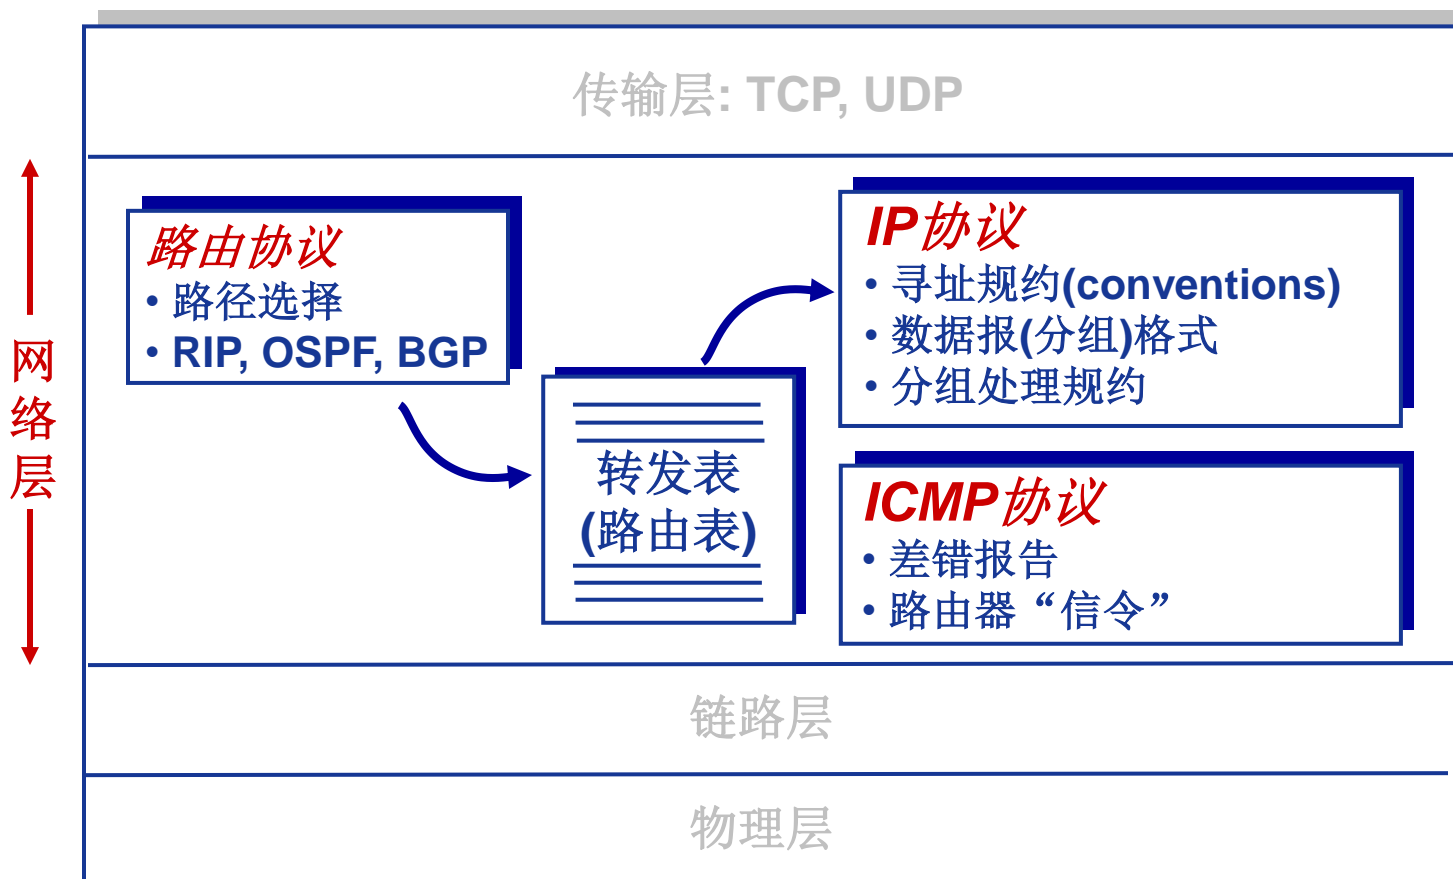 传输层: TCP, UDP
网络层
路由协议
• 路径选择
• RIP, OSPF, BGP
转发表
(路由表)
IP协议
• 寻址规约(conventions)
• 数据报(分组)格式
• 分组处理规约
ICMP协议
• 差错报告
• 路由器“信令”
链路层
物理层